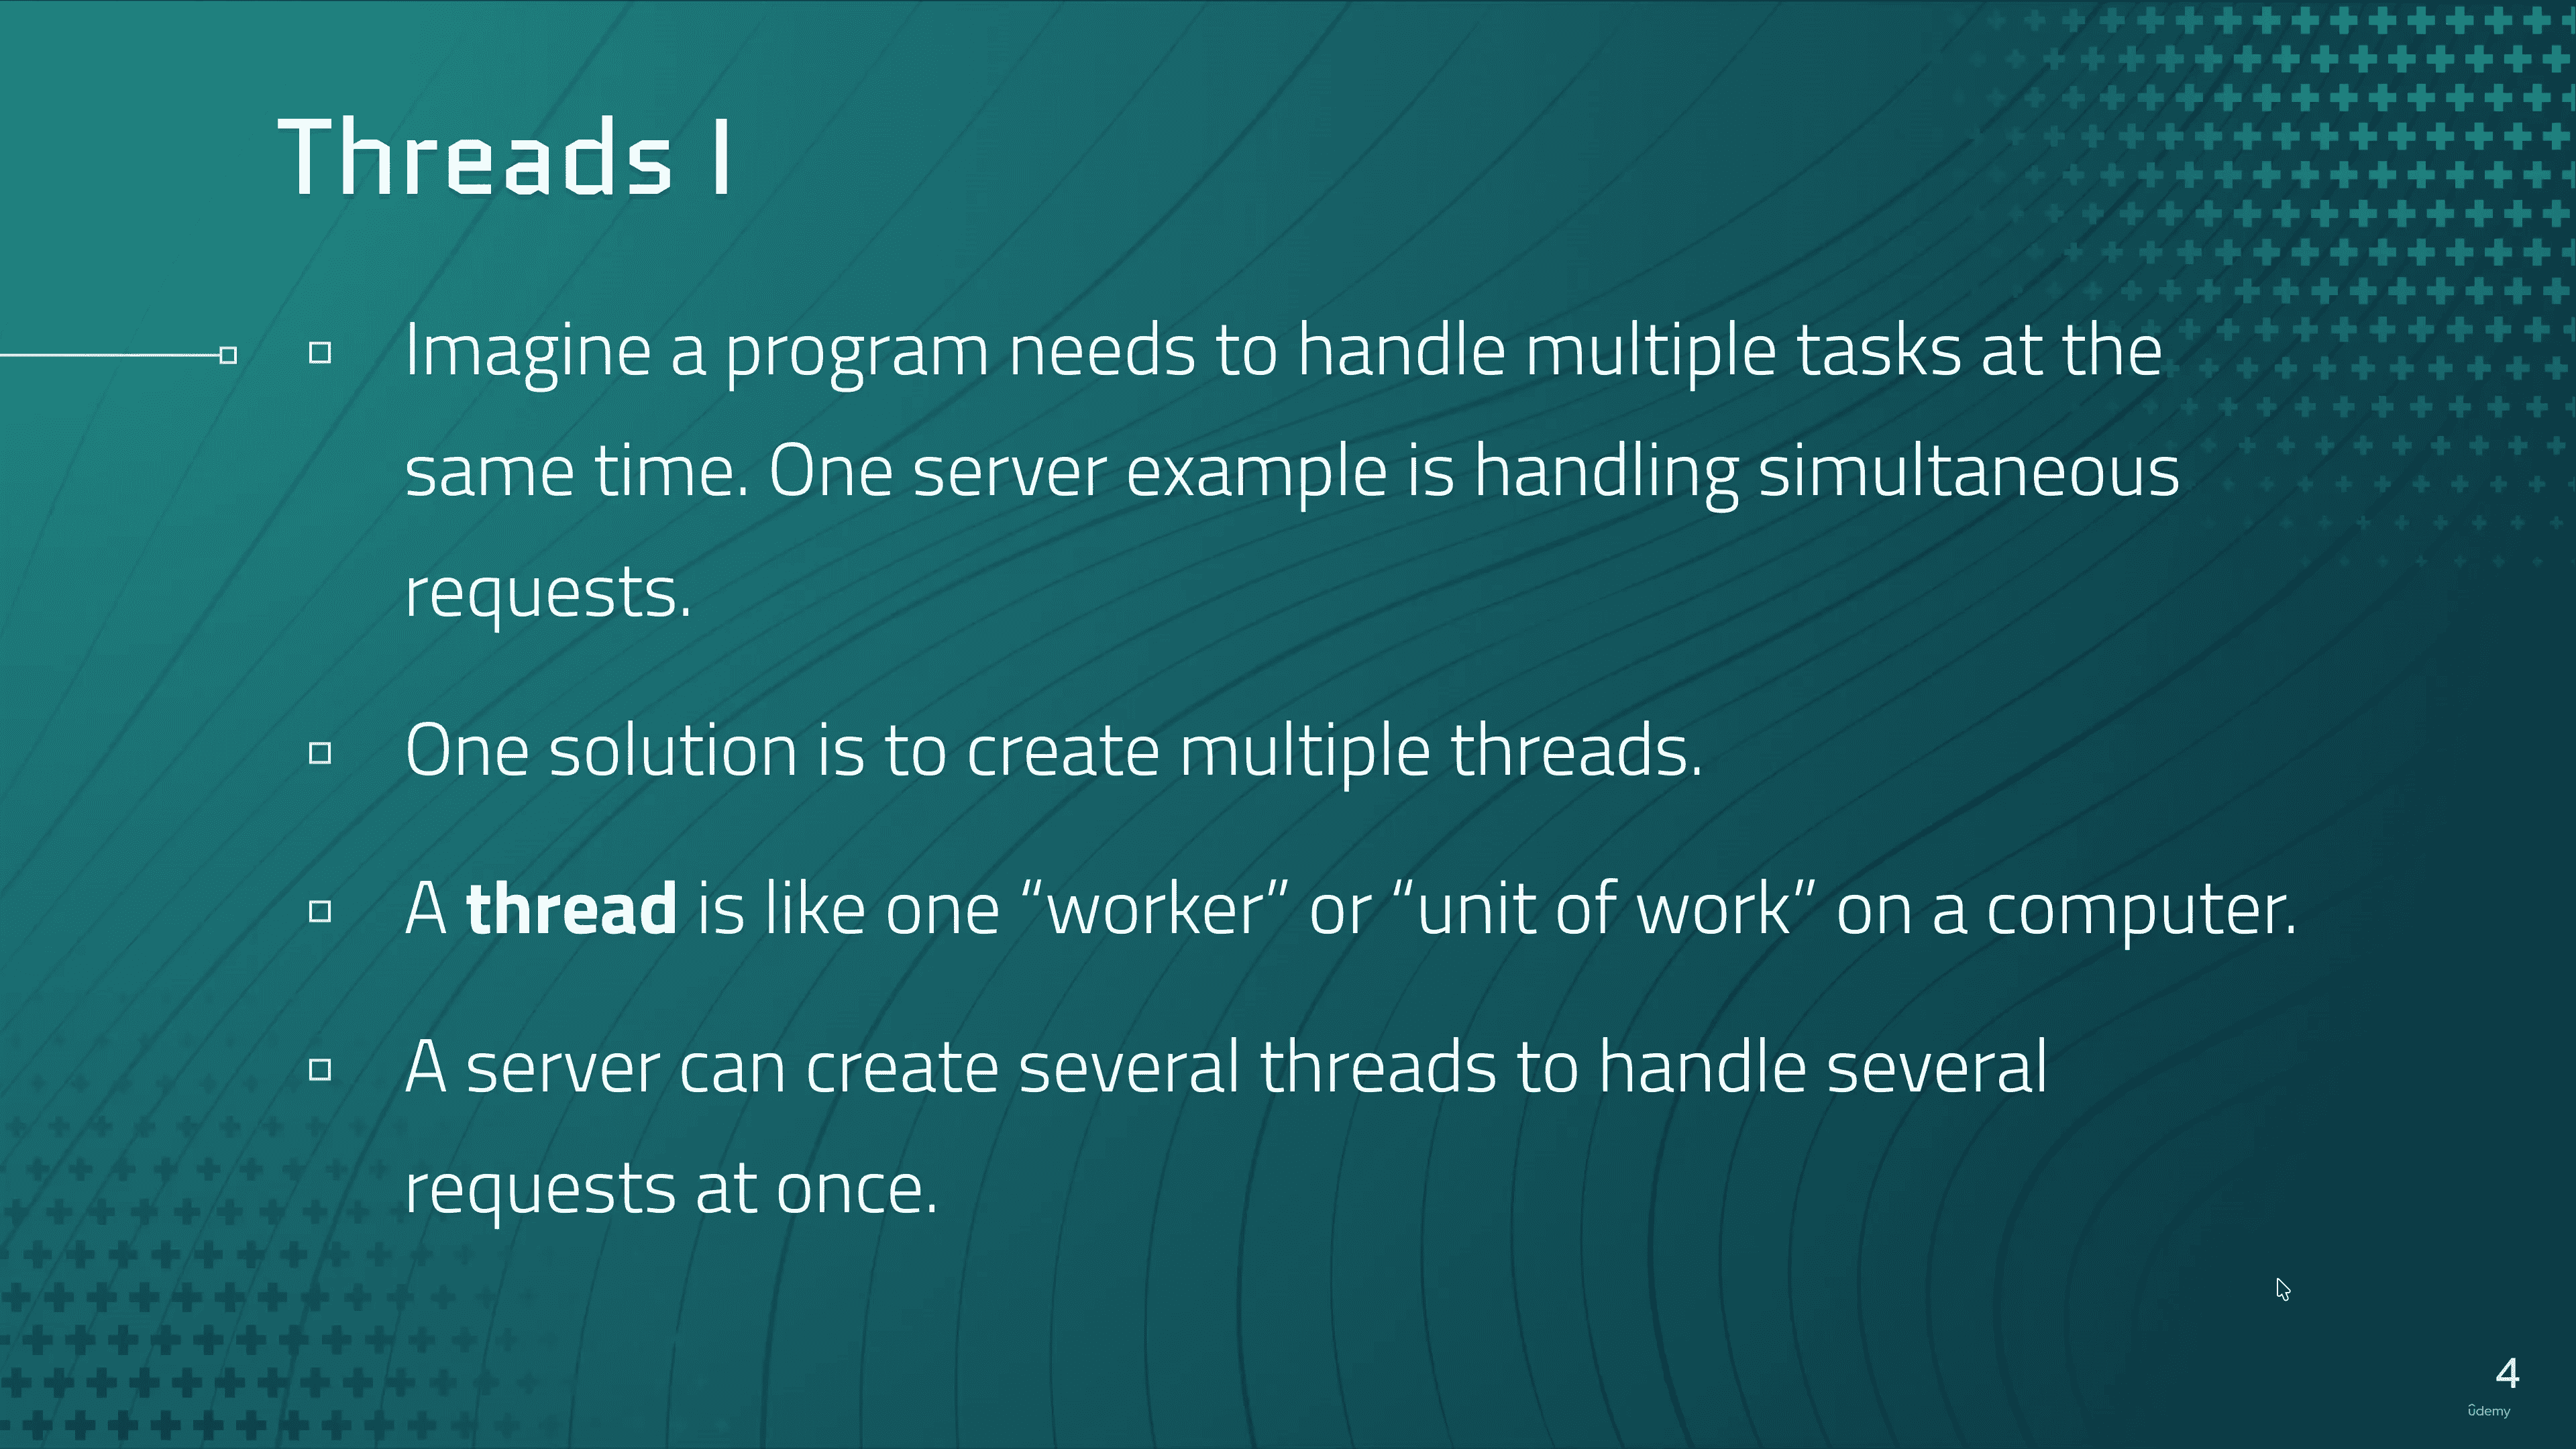 Threads I
Imagine a program needs to handle multiple tasks at the
same time. One server example is handling simultaneous
requests.
One solution is to create multiple threads.
A thread is like one “worker” or “unit of work” on a computer.
A server can create several threads to handle several
requests at once.
4
ûdemy